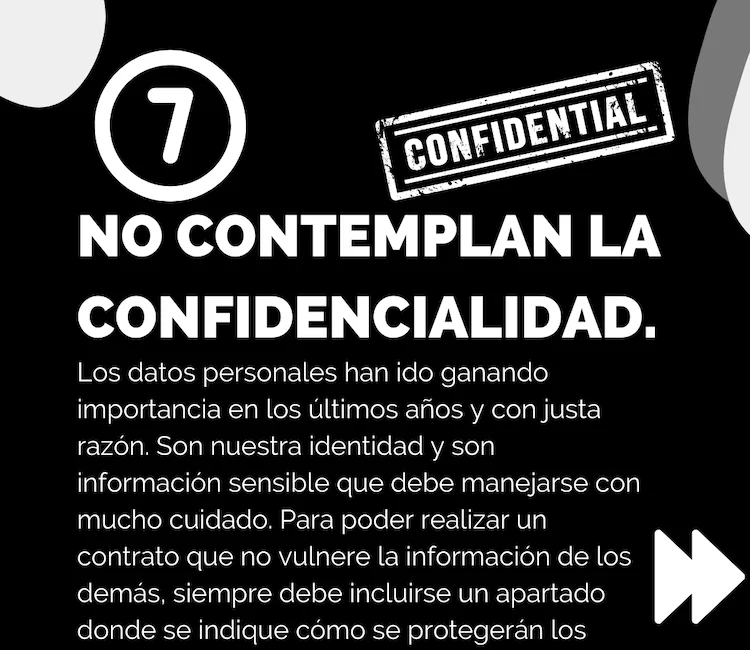 7
CONFIDENTIAL
NO CONTEMPLAN LA
CONFIDENCIALIDAD.
Los datos personales han ido ganando
importancia en los últimos años y con justa
razón. Son nuestra identidad y son
información sensible que debe manejarse con
mucho cuidado. Para poder realizar un
contrato que no vulnere la información de los
demás, siempre debe incluirse un apartado
donde se indique cómo se protegerán los